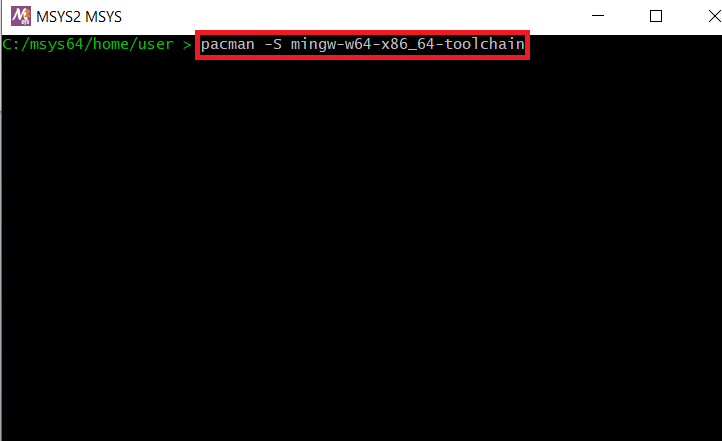 MSYS2 MSYS
C:/msys64/home/user > pacman -S mingw-w64-x86_64-toolchain